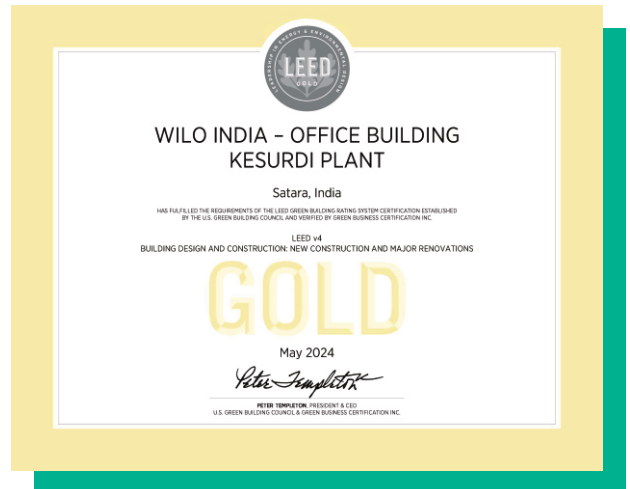 LEADERSHIP IN ENERGY & ENVIRONMENTAL DESIGN
LEED
GOLD
WILO INDIA – OFFICE BUILDING
KESURDI PLANT
Satara, India
HAS FULFILLED THE REQUIREMENTS OF THE LEED GREEN BUILDING RATING SYSTEM CERTIFICATION ESTABLISHED
BY THE U.S. GREEN BUILDING COUNCIL AND VERIFIED BY GREEN BUSINESS CERTIFICATION INC.
LEED v4
BUILDING DESIGN AND CONSTRUCTION: NEW CONSTRUCTION AND MAJOR RENOVATIONS
GOLD
May 2024
Peter Templeton
PETER TEMPLETON, PRESIDENT & CEO
U.S. GREEN BUILDING COUNCIL & GREEN BUSINESS CERTIFICATION INC.